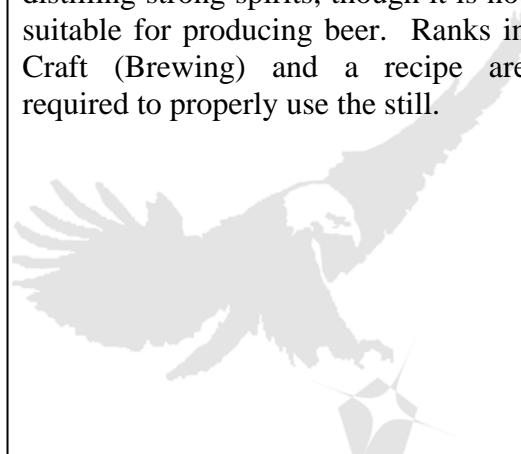 distilling strong spirits, though it is not
suitable for producing beer. Ranks in
Craft (Brewing) and a recipe are
required to properly use the still.